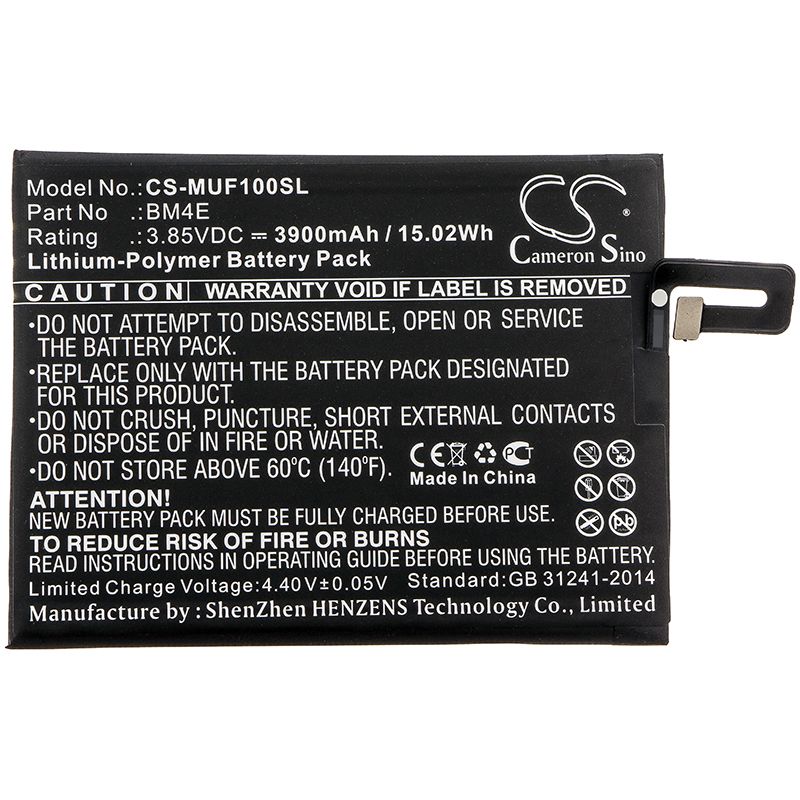 Model No.: CS-MUF100SL
Part No :BM4E
Rating :3.85VDC ⎓ 3900mAh / 15.02Wh
Lithium-Polymer Battery Pack
CS
Cameron Sino
CAUTION WARRANTY VOID IF LABEL IS REMOVED
•DO NOT ATTEMPT TO DISASSEMBLE, OPEN OR SERVICE
THE BATTERY PACK.
•REPLACE ONLY WITH THE BATTERY PACK DESIGNATED FOR
THIS PRODUCT.
•DO NOT CRUSH, PUNCTURE, SHORT EXTERNAL CONTACTS
OR DISPOSE OF IN FIRE OR WATER.
•DO NOT STORE ABOVE 60°C (140°F).
CE FC PCT
Made In China
ATTENTION!
NEW BATTERY PACK MUST BE FULLY CHARGED BEFORE USE.
TO REDUCE RISK OF FIRE OR BURNS
READ INSTRUCTIONS IN OPERATING GUIDE BEFORE USING THE BATTERY.
Pb
Limited Charge Voltage:4.40V±0.05V Standard:GB 31241-2014
Manufacture by :ShenZhen HENZENS Technology Co., Limited